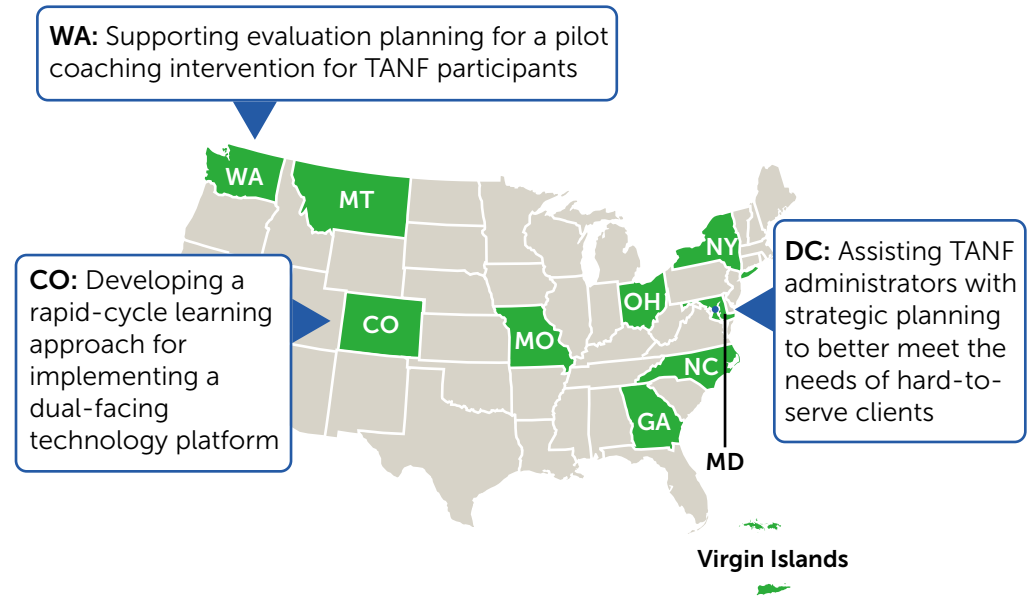 WA: Supporting evaluation planning for a pilot
coaching intervention for TANF participants
WA
MT
NY
CO: Developing a
rapid-cycle learning
approach for
implementing a
dual-facing
technology platform
DC: Assisting TANF
administrators with
strategic planning
to better meet the
needs of hard-to-
serve clients
CO
OH
MO
NC
GA
MD
Virgin Islands